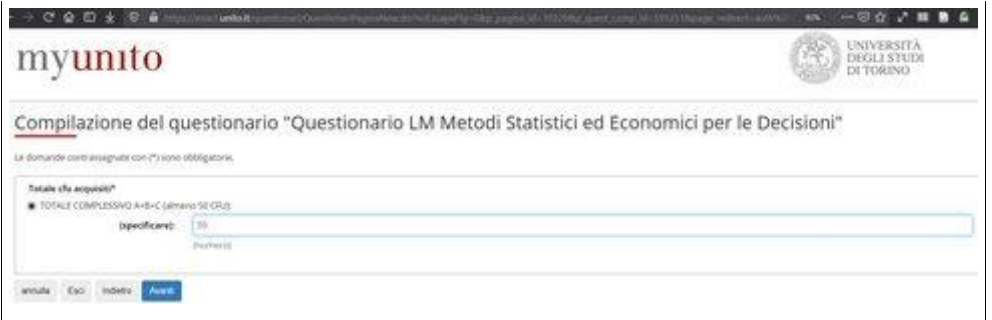 myunito
UNIVERSITÀ
DEGLI STUDI
DI TORINO
Compilazione del questionario "Questionario LM Metodi Statistici ed Economici per le Decisioni"
Le domande contrassegnate con (*) sono obbligatorie.
Totale cfu acquisiti*
TOTALE COMPLESSIVO A+B+C (almeno 50 CFU):
(specificare):
(numero)
annulla Esci Indietro Avanti